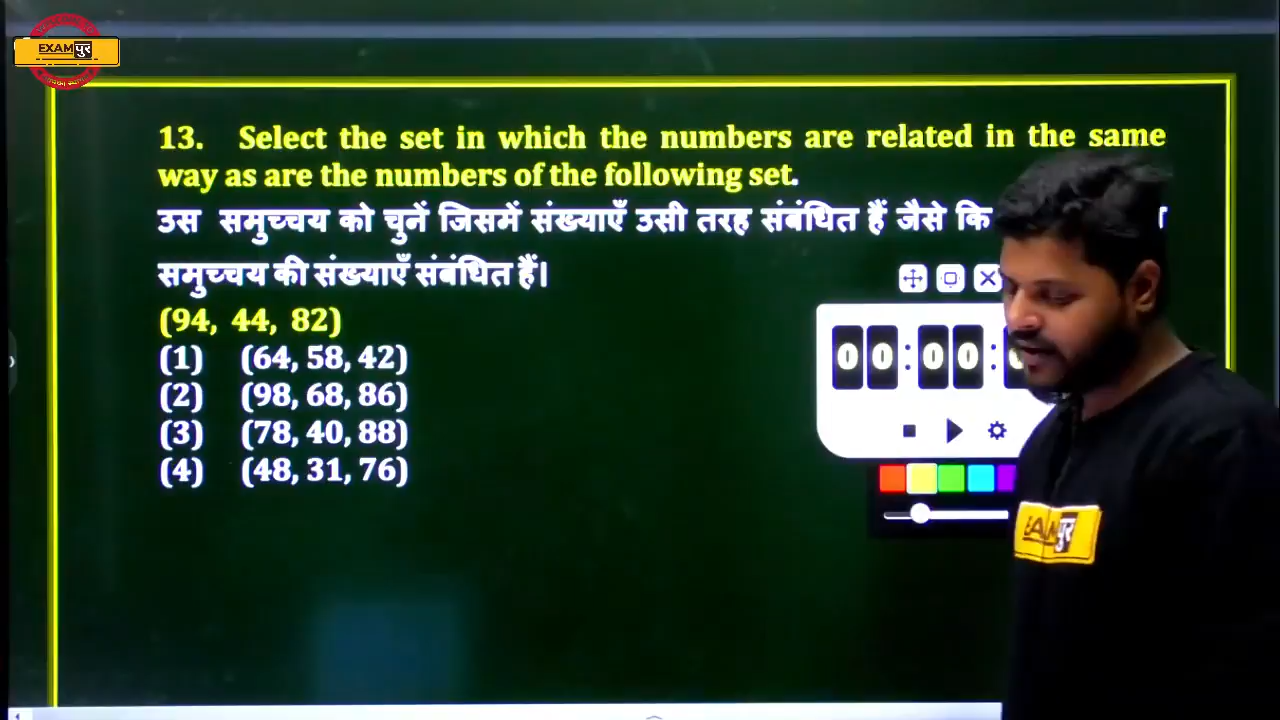 EXAMपुर
13. Select the set in which the numbers are related in the same
way as are the numbers of the following set.
उस समुच्चय को चुनें जिसमें संख्याएँ उसी तरह संबंधित हैं जैसे कि
समुच्चय की संख्याएँ संबंधित हैं।
(94, 44, 82)
(1) (64, 58, 42)
(2) (98, 68, 86)
(3) (78, 40, 88)
(4) (48, 31, 76)
00:00:
EXAMपुर